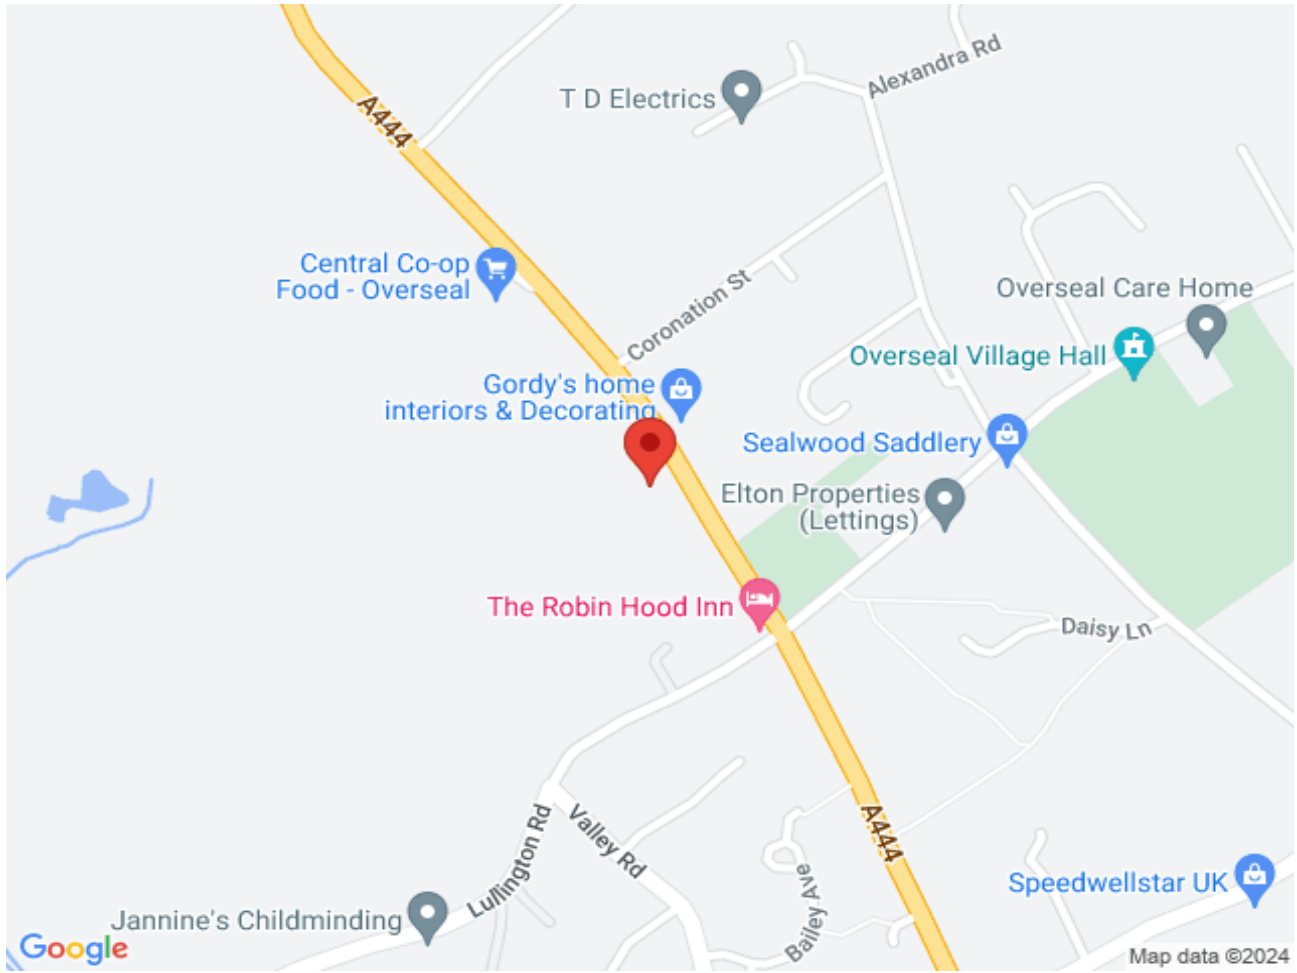 A444
T D Electrics
Alexandra Rd
Central Co-op
Food - Overseal
Coronation St
Overseal Care Home
Overseal Village Hall
Gordy's home
interiors & Decorating
Sealwood Saddlery
Elton Properties
(Lettings)
The Robin Hood Inn
Daisy Ln
A444
Valley Rd
Lullington Rd
Bailey Ave
Speedwellstar UK
Jannine's Childminding
Google
Map data ©2024